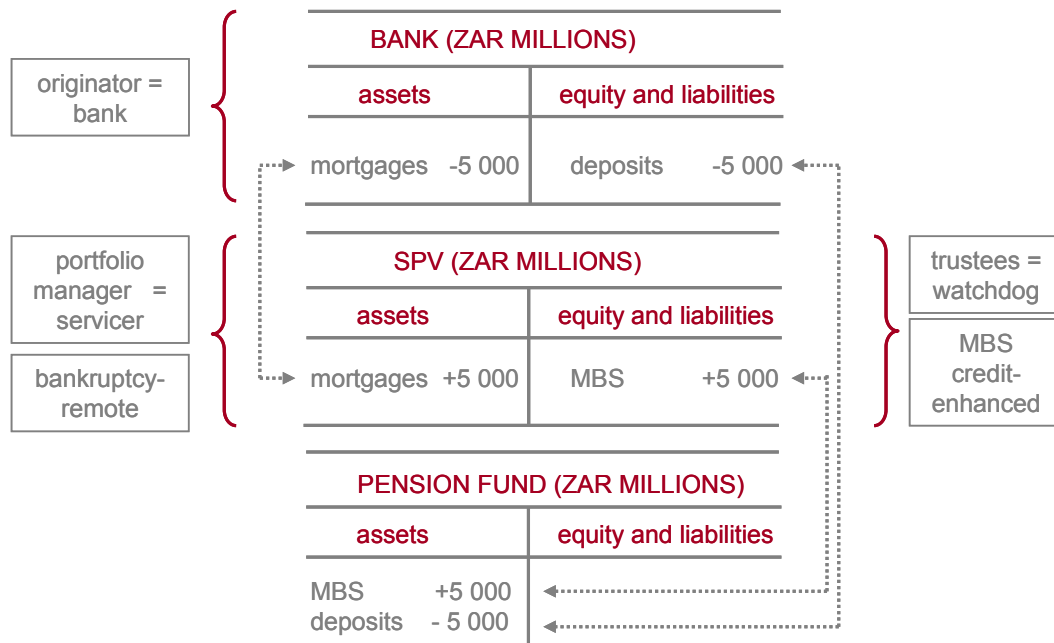 BANK (ZAR MILLIONS)
assets equity and liabilities
originator =
bank
mortgages -5 000 deposits -5 000
SPV (ZAR MILLIONS)
assets equity and liabilities
portfolio
manager =
servicer
bankruptcy-
remote
mortgages +5 000 MBS +5 000
trustees =
watchdog
MBS
credit-
enhanced
PENSION FUND (ZAR MILLIONS)
assets equity and liabilities
MBS +5 000
deposits - 5 000